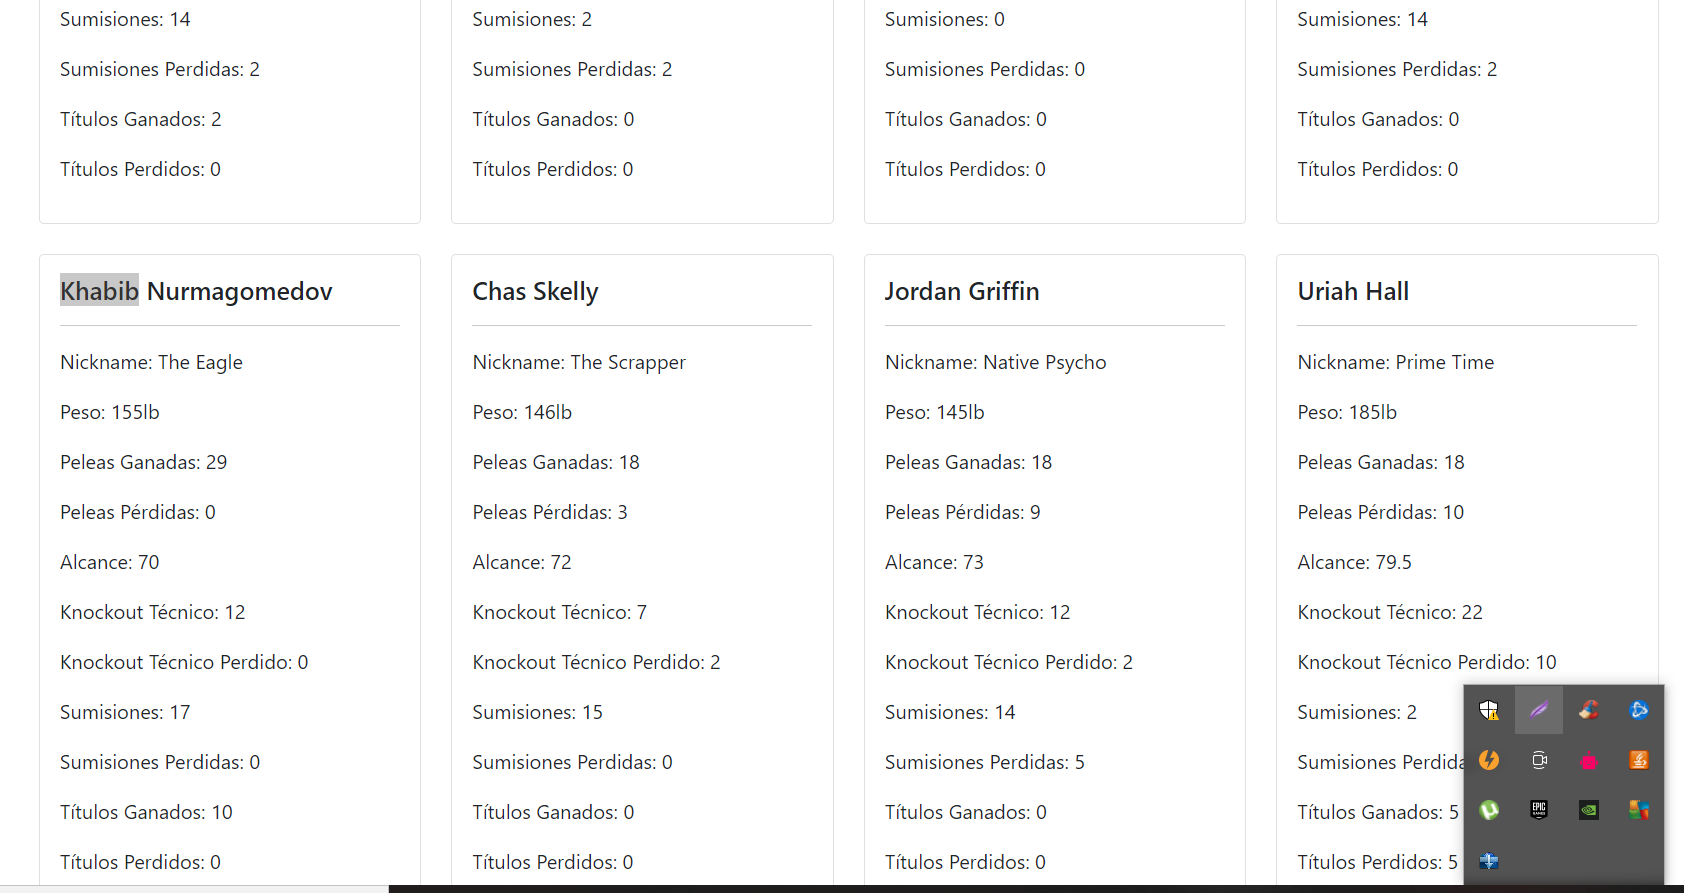 Sumisiones: 14
Sumisiones Perdidas: 2
Títulos Ganados: 2
Títulos Perdidos: 0
Sumisiones: 2
Sumisiones Perdidas: 2
Títulos Ganados: 0
Títulos Perdidos: 0
Sumisiones: 0
Sumisiones Perdidas: 0
Títulos Ganados: 0
Títulos Perdidos: 0
Sumisiones: 14
Sumisiones Perdidas: 2
Títulos Ganados: 0
Títulos Perdidos: 0
Khabib Nurmagomedov
Nickname: The Eagle
Peso: 155lb
Peleas Ganadas: 29
Peleas Pérdidas: 0
Alcance: 70
Knockout Técnico: 12
Knockout Técnico Perdido: 0
Sumisiones: 17
Sumisiones Perdidas: 0
Títulos Ganados: 10
Títulos Perdidos: 0
Chas Skelly
Nickname: The Scrapper
Peso: 146lb
Peleas Ganadas: 18
Peleas Pérdidas: 3
Alcance: 72
Knockout Técnico: 7
Knockout Técnico Perdido: 2
Sumisiones: 15
Sumisiones Perdidas: 0
Títulos Ganados: 0
Títulos Perdidos: 0
Jordan Griffin
Nickname: Native Psycho
Peso: 145lb
Peleas Ganadas: 18
Peleas Pérdidas: 9
Alcance: 73
Knockout Técnico: 12
Knockout Técnico Perdido: 2
Sumisiones: 14
Sumisiones Perdidas: 5
Títulos Ganados: 0
Títulos Perdidos: 0
Uriah Hall
Nickname: Prime Time
Peso: 185lb
Peleas Ganadas: 18
Peleas Pérdidas: 10
Alcance: 79.5
Knockout Técnico: 22
Knockout Técnico Perdido: 10
Sumisiones: 2
Sumisiones Perdida
Títulos Ganados: 5
Títulos Perdidos: 5
EPIC
GAMES